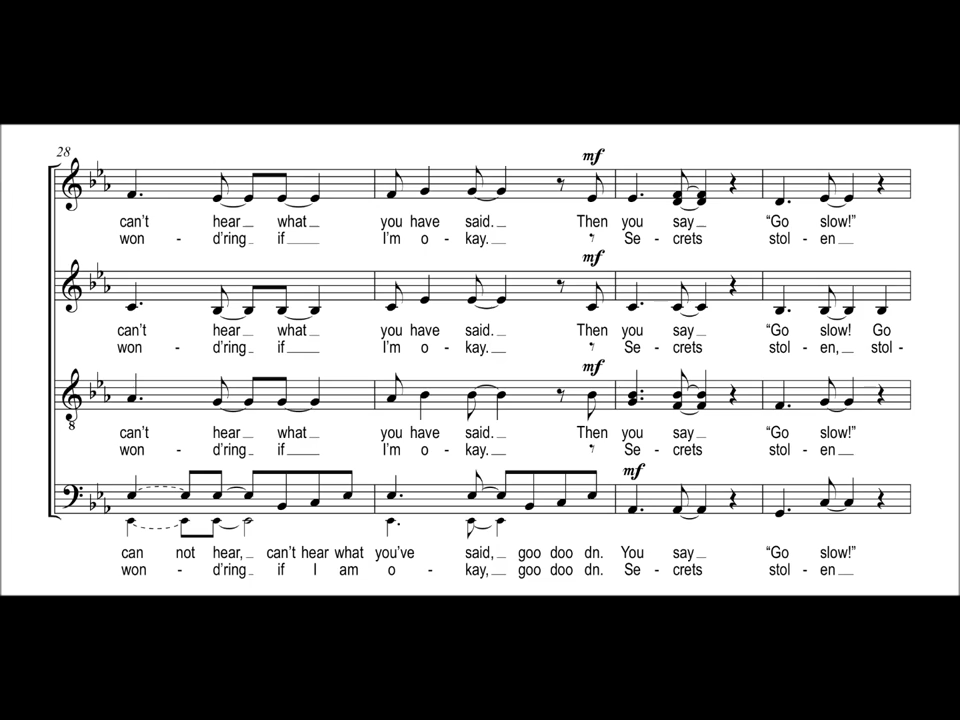 28
mf
can't hear what you have said. Then you say "Go slow!"
won - d'ring if I'm o - kay. Se - crets stol - en
mf
can't hear what you have said. Then you say "Go slow! Go
won - d'ring if I'm o - kay. Se - crets stol - en, stol -
mf
8
can't hear what you have said. Then you say "Go slow!"
won - d'ring if I'm o - kay. Se - crets stol - en
mf
can not hear, can't hear what you've said, goo doo dn. You say "Go slow!"
won - d'ring if I am o - kay, goo doo dn. Se - crets stol - en